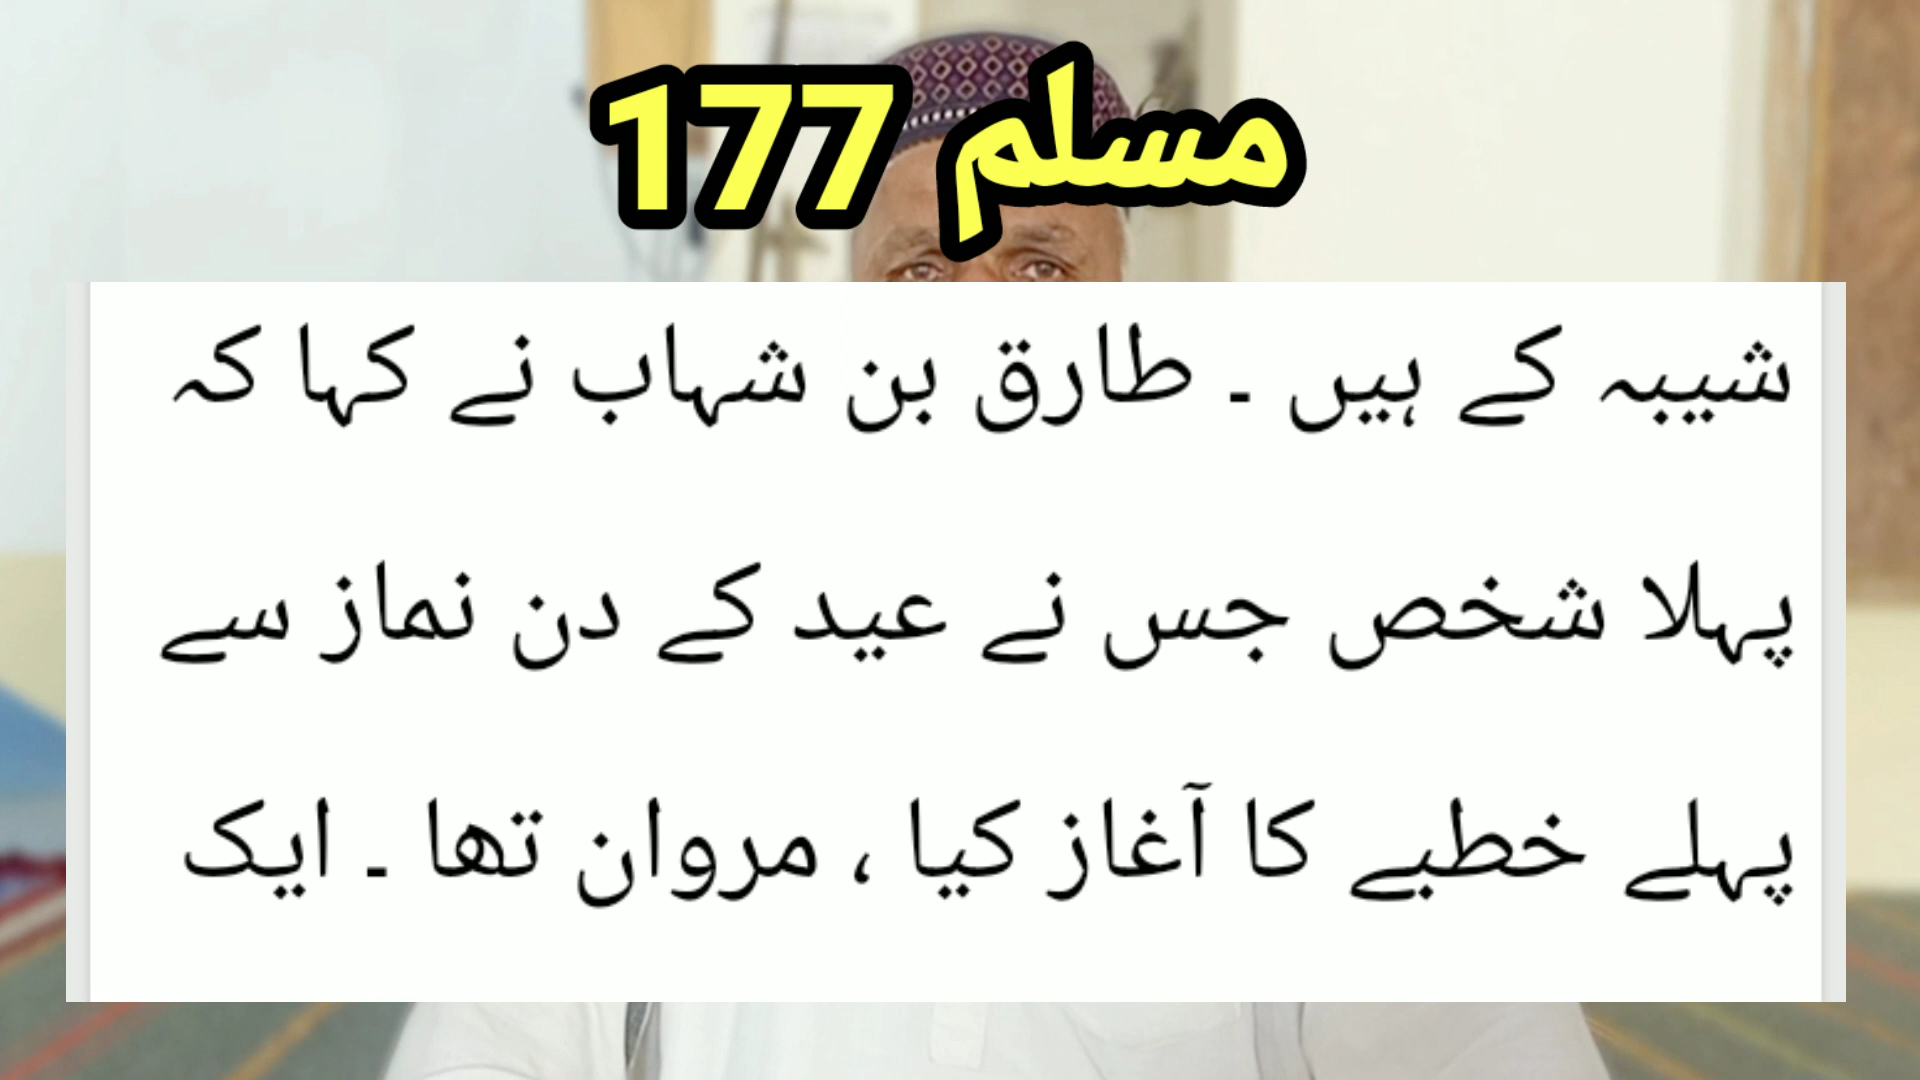 مسلم 177
شیبہ کے ہیں ۔ طارق بن شہاب نے کہا کہ
پہلا شخص جس نے عید کے دن نماز سے
پہلے خطبے کا آغاز کیا ، مروان تھا ۔ ایک